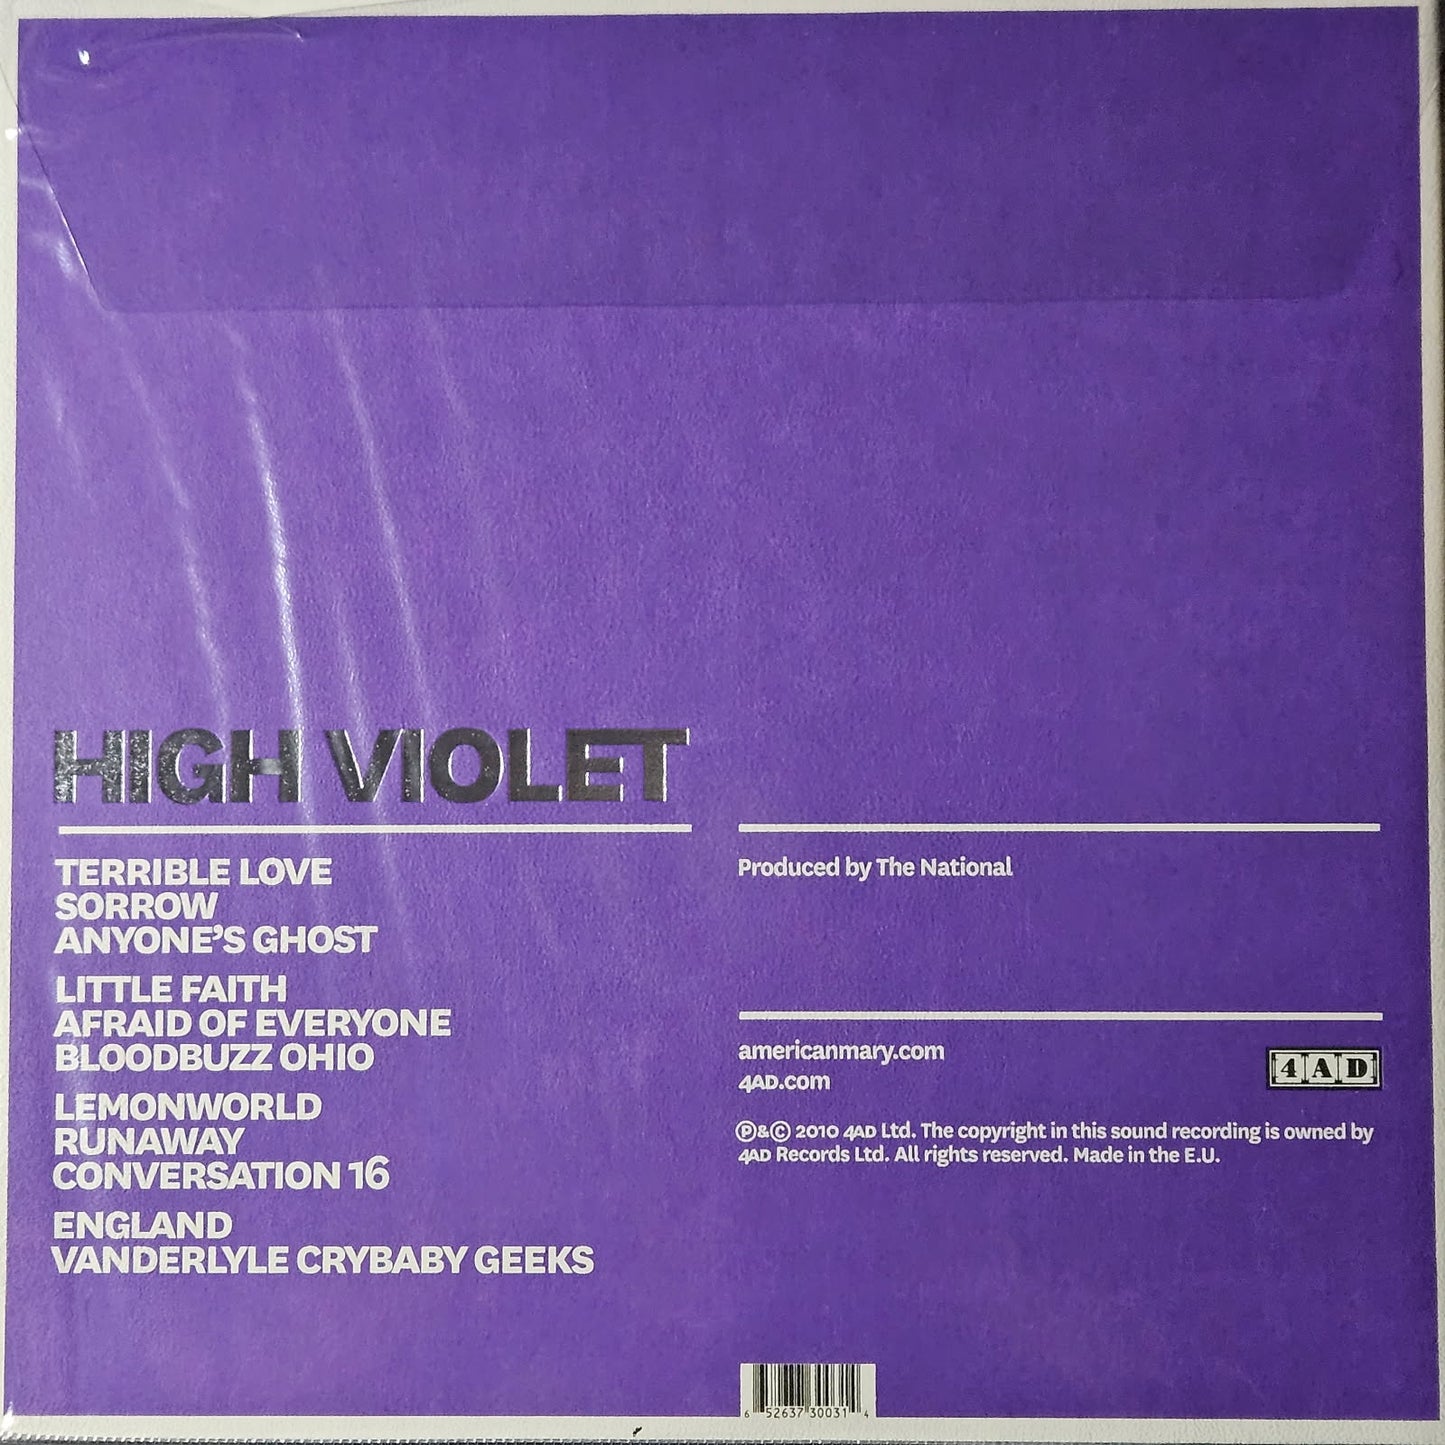 HIGH VIOLET
TERRIBLE LOVE
SORROW
ANYONE'S GHOST
LITTLE FAITH
AFRAID OF EVERYONE
BLOODBUZZ OHIO
LEMONWORLD
RUNAWAY
CONVERSATION 16
ENGLAND
VANDERLYLE CRYBABY GEEKS
Produced by The National
americanmary.com
4AD.com
4AD
℗&© 2010 4AD Ltd. The copyright in this sound recording is owned by
4AD Records Ltd. All rights reserved. Made in the E.U.
6 52637 30031 4